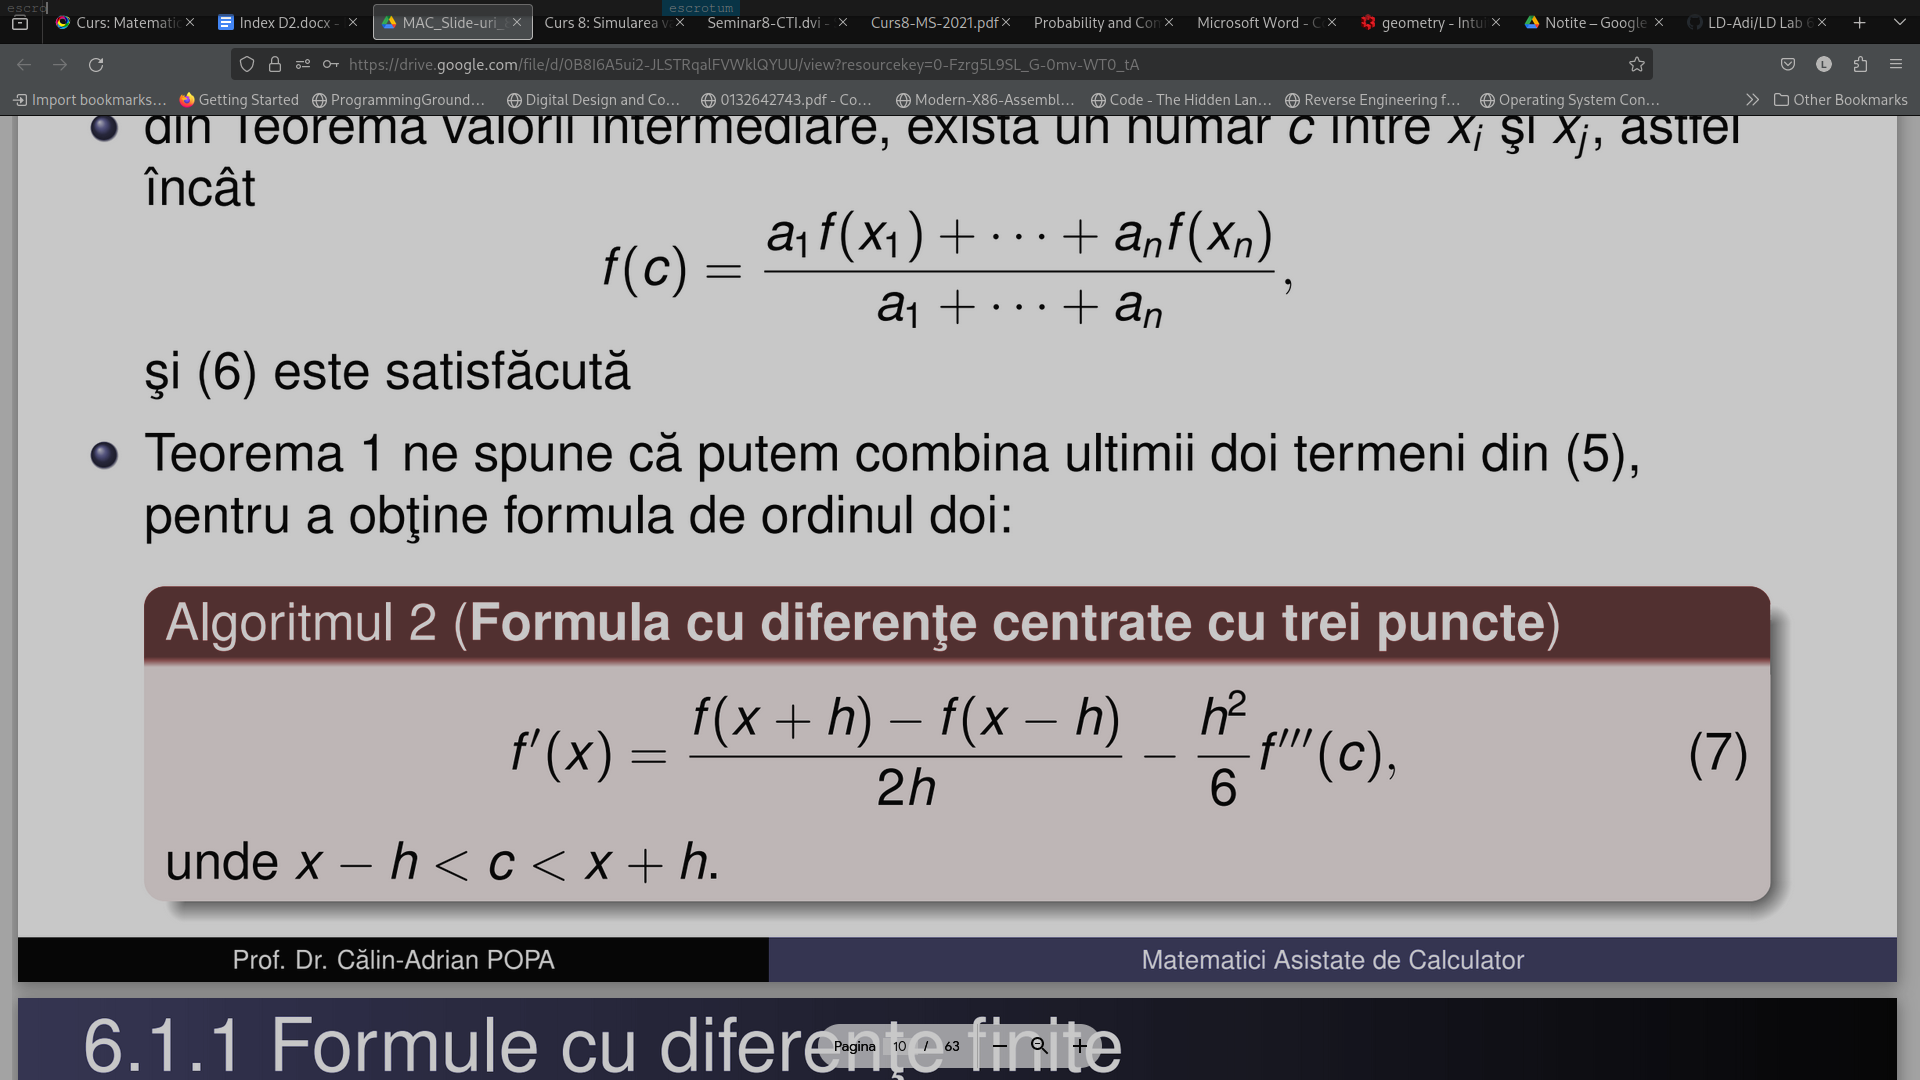 escro
escrotum
Curs: Matematic
Index D2.docx -
MAC_Slide-uri_
Curs 8: Simularea va
Seminar8-CTI.dvi -
Curs8-MS-2021.pdf
Probability and Con
Microsoft Word - C
geometry - Intui
Notite – Google
LD-Adi/LD Lab 6
https://drive.google.com/file/d/0B8I6A5ui2-JLSTRqalFVWklQYUU/view?resourcekey=0-Fzrg5L9SL_G-0mv-WT0_tA
Import bookmarks…
Getting Started
ProgrammingGround…
Digital Design and Co…
0132642743.pdf - Co…
Modern-X86-Assembl…
Code - The Hidden Lan…
Reverse Engineering f…
Operating System Con…
Other Bookmarks
din Teorema valorii intermediare, există un număr c între x_i şi x_j, astfel
încât
f(c) = \frac{a_1 f(x_1) + ··· + a_n f(x_n)}{a_1 + ··· + a_n},
şi (6) este satisfăcută
Teorema 1 ne spune că putem combina ultimii doi termeni din (5),
pentru a obţine formula de ordinul doi:
Algoritmul 2 (Formula cu diferenţe centrate cu trei puncte)
f′(x) = \frac{f(x + h) − f(x − h)}{2h} − \frac{h^2}{6} f′′′(c), (7)
unde x − h < c < x + h.
Prof. Dr. Călin-Adrian POPA
Matematici Asistate de Calculator
6.1.1 Formule cu diferenţe finite
Pagina 10 / 63